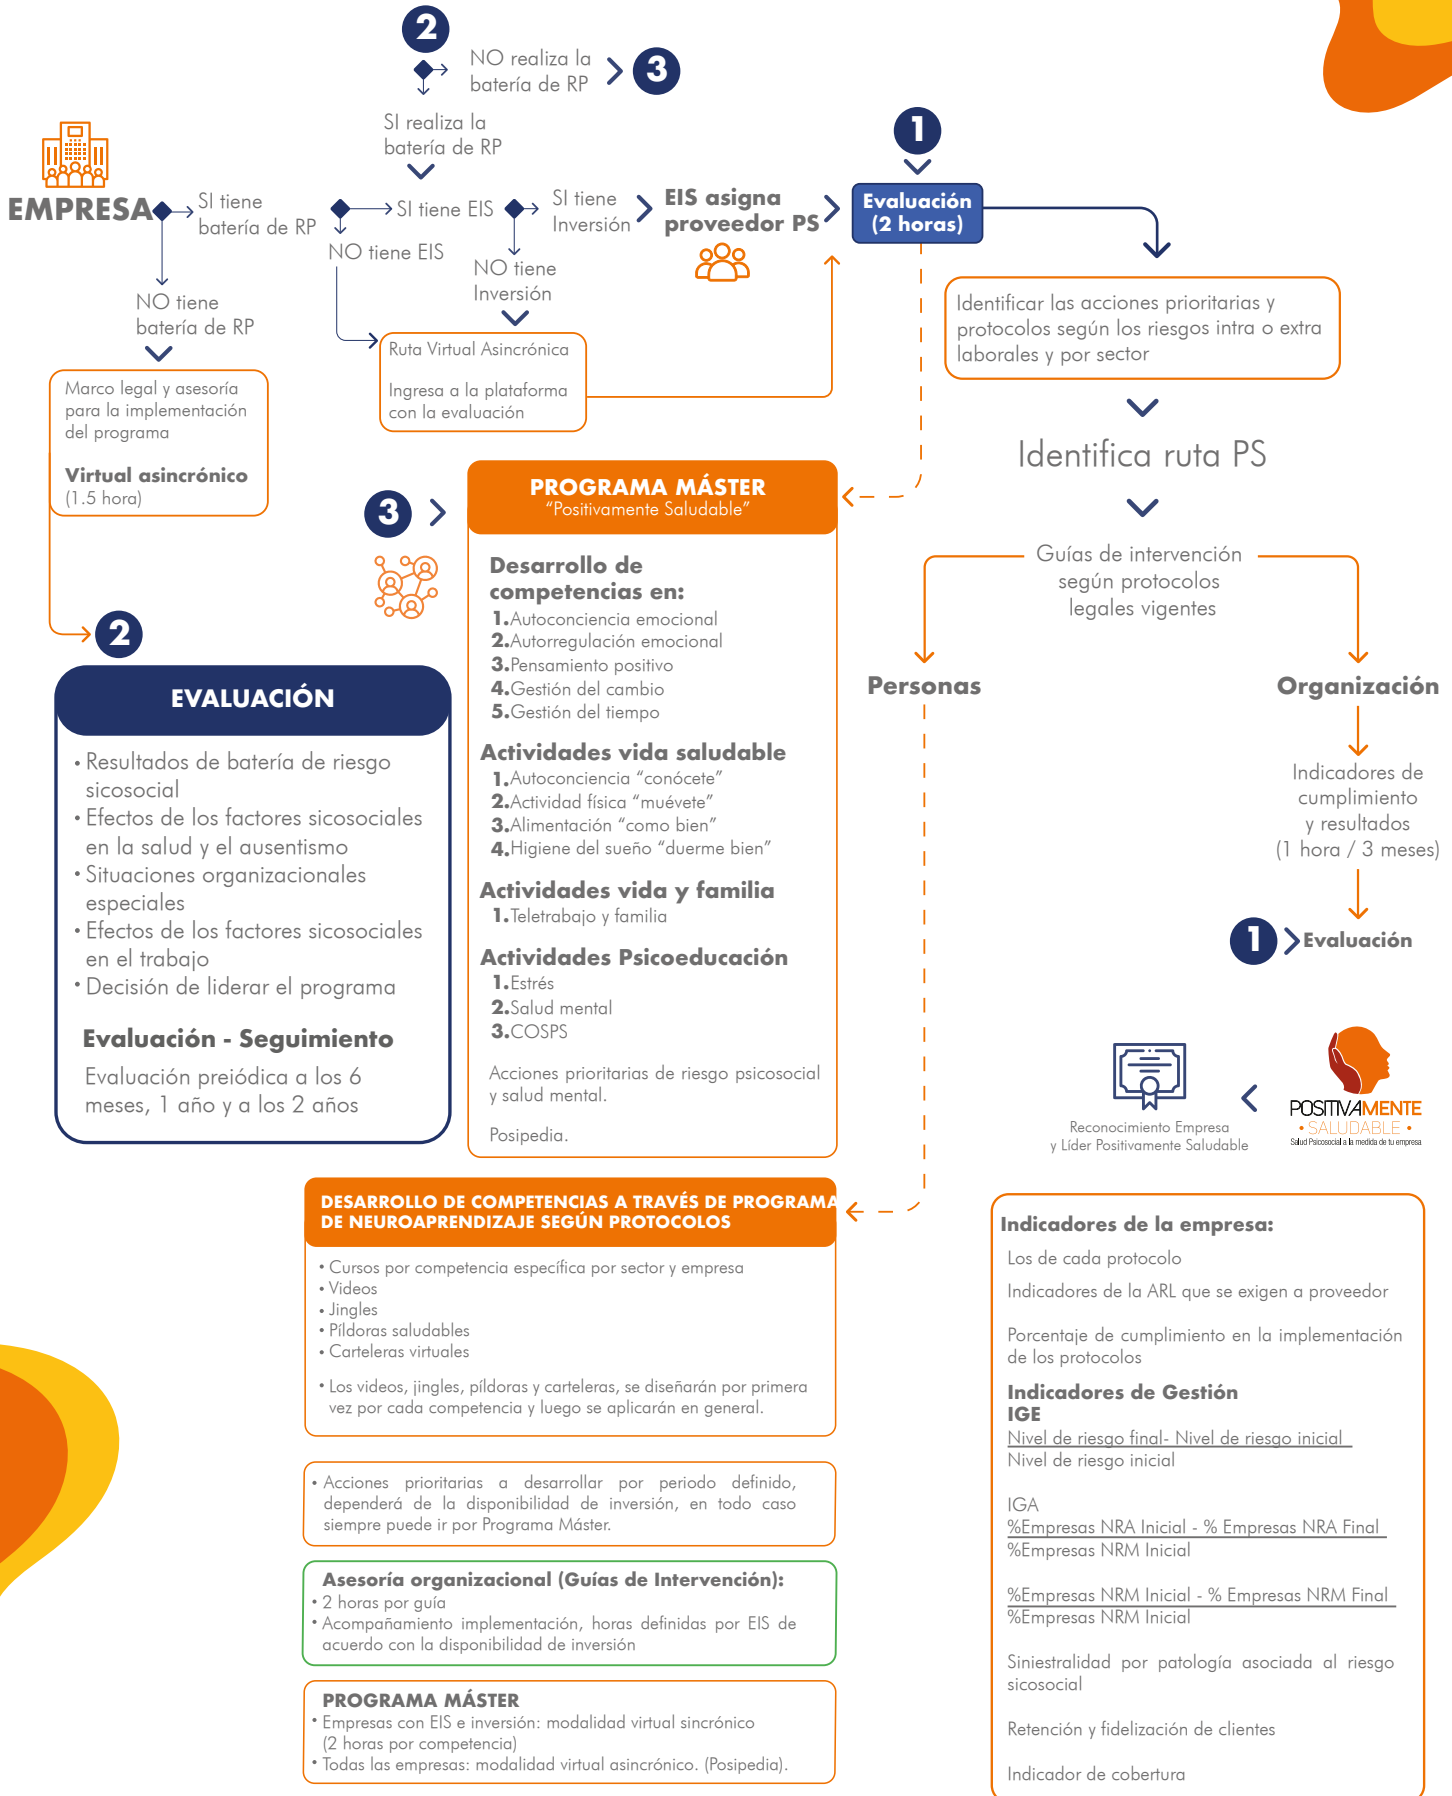 2
NO realiza la
batería de RP
3
SI realiza la
batería de RP
1
EMPRESA
SI tiene
batería de RP
SI tiene EIS
SI tiene
Inversión
EIS asigna
proveedor PS
Evaluación
(2 horas)
NO tiene EIS
NO tiene
Inversión
NO tiene
batería de RP
Identificar las acciones prioritarias y
protocolos según los riesgos intra o extra
laborales y por sector
Ruta Virtual Asincrónica
Ingresa a la plataforma
con la evaluación
Marco legal y asesoría
para la implementación
del programa
Virtual asincrónico
(1.5 hora)
Identifica ruta PS
3
PROGRAMA MÁSTER
“Positivamente Saludable”
Desarrollo de
competencias en:
1.Autoconciencia emocional
2.Autorregulación emocional
3.Pensamiento positivo
4.Gestión del cambio
5.Gestión del tiempo
Actividades vida saludable
1.Autoconciencia “conócete”
2.Actividad física “muévete”
3.Alimentación “como bien”
4.Higiene del sueño “duerme bien”
Actividades vida y familia
1.Teletrabajo y familia
Actividades Psicoeducación
1.Estrés
2.Salud mental
3.COSPS
Acciones prioritarias de riesgo psicosocial
y salud mental.
Posipedia.
Guías de intervención
según protocolos
legales vigentes
Personas
Organización
Indicadores de
cumplimiento
y resultados
(1 hora / 3 meses)
1
Evaluación
2
EVALUACIÓN
• Resultados de batería de riesgo
sicosocial
• Efectos de los factores sicosociales
en la salud y el ausentismo
• Situaciones organizacionales
especiales
• Efectos de los factores sicosociales
en el trabajo
• Decisión de liderar el programa
Evaluación - Seguimiento
Evaluación preiódica a los 6
meses, 1 año y a los 2 años
Reconocimiento Empresa
y Líder Positivamente Saludable
POSITIVAMENTE
• SALUDABLE •
Salud Psicosocial a la medida de tu empresa
DESARROLLO DE COMPETENCIAS A TRAVÉS DE PROGRAMA
DE NEUROAPRENDIZAJE SEGÚN PROTOCOLOS
• Cursos por competencia específica por sector y empresa
• Videos
• Jingles
• Píldoras saludables
• Carteleras virtuales
• Los videos, jingles, píldoras y carteleras, se diseñarán por primera
vez por cada competencia y luego se aplicarán en general.
• Acciones prioritarias a desarrollar por periodo definido,
dependerá de la disponibilidad de inversión, en todo caso
siempre puede ir por Programa Máster.
Asesoría organizacional (Guías de Intervención):
• 2 horas por guía
• Acompañamiento implementación, horas definidas por EIS de
acuerdo con la disponibilidad de inversión
PROGRAMA MÁSTER
• Empresas con EIS e inversión: modalidad virtual sincrónico
(2 horas por competencia)
• Todas las empresas: modalidad virtual asincrónico. (Posipedia).
Indicadores de la empresa:
Los de cada protocolo
Indicadores de la ARL que se exigen a proveedor
Porcentaje de cumplimiento en la implementación
de los protocolos
Indicadores de Gestión
IGE
Nivel de riesgo final- Nivel de riesgo inicial
Nivel de riesgo inicial
IGA
%Empresas NRA Inicial - % Empresas NRA Final
%Empresas NRM Inicial
%Empresas NRM Inicial - % Empresas NRM Final
%Empresas NRM Inicial
Siniestralidad por patología asociada al riesgo
sicosocial
Retención y fidelización de clientes
Indicador de cobertura